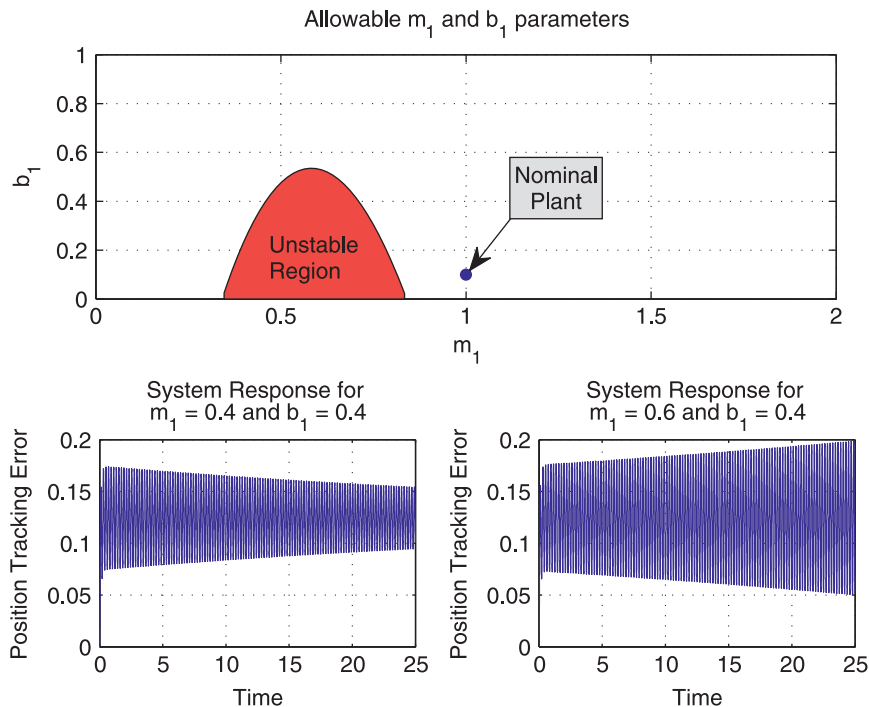 Allowable m₁ and b₁ parameters
1
0.8
0.6
0.4
0.2
0
b₁
Unstable
Region
Nominal
Plant
0
0.5
1
1.5
2
m₁
System Response for
m₁ = 0.4 and b₁ = 0.4
0.2
0.15
0.1
0.05
0
Position Tracking Error
0
5
10
15
20
25
Time
System Response for
m₁ = 0.6 and b₁ = 0.4
0.2
0.15
0.1
0.05
0
Position Tracking Error
0
5
10
15
20
25
Time